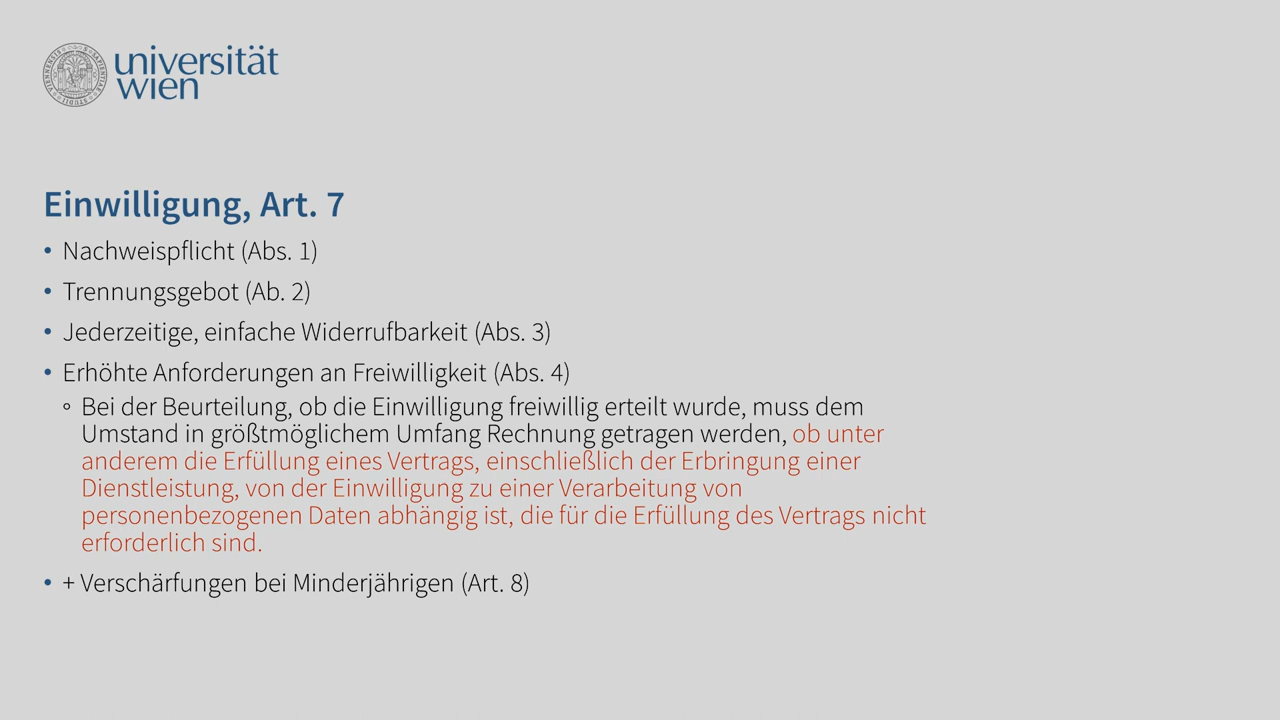 universität
wien
Einwilligung, Art. 7
• Nachweispflicht (Abs. 1)
• Trennungsgebot (Ab. 2)
• Jederzeitige, einfache Widerrufbarkeit (Abs. 3)
• Erhöhte Anforderungen an Freiwilligkeit (Abs. 4)
◦ Bei der Beurteilung, ob die Einwilligung freiwillig erteilt wurde, muss dem
Umstand in größtmöglichem Umfang Rechnung getragen werden, ob unter
anderem die Erfüllung eines Vertrags, einschließlich der Erbringung einer
Dienstleistung, von der Einwilligung zu einer Verarbeitung von
personenbezogenen Daten abhängig ist, die für die Erfüllung des Vertrags nicht
erforderlich sind.
• + Verschärfungen bei Minderjährigen (Art. 8)